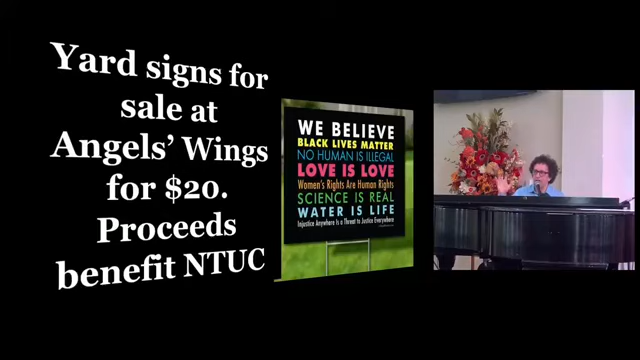 Yard signs for
sale at
Angels' Wings
for $20.
Proceeds
benefit NTUC
WE BELIEVE
BLACK LIVES MATTER
NO HUMAN IS ILLEGAL
LOVE IS LOVE
Women's Rights Are Human Rights
SCIENCE IS REAL
WATER IS LIFE
Injustice Anywhere Is a Threat to Justice Everywhere